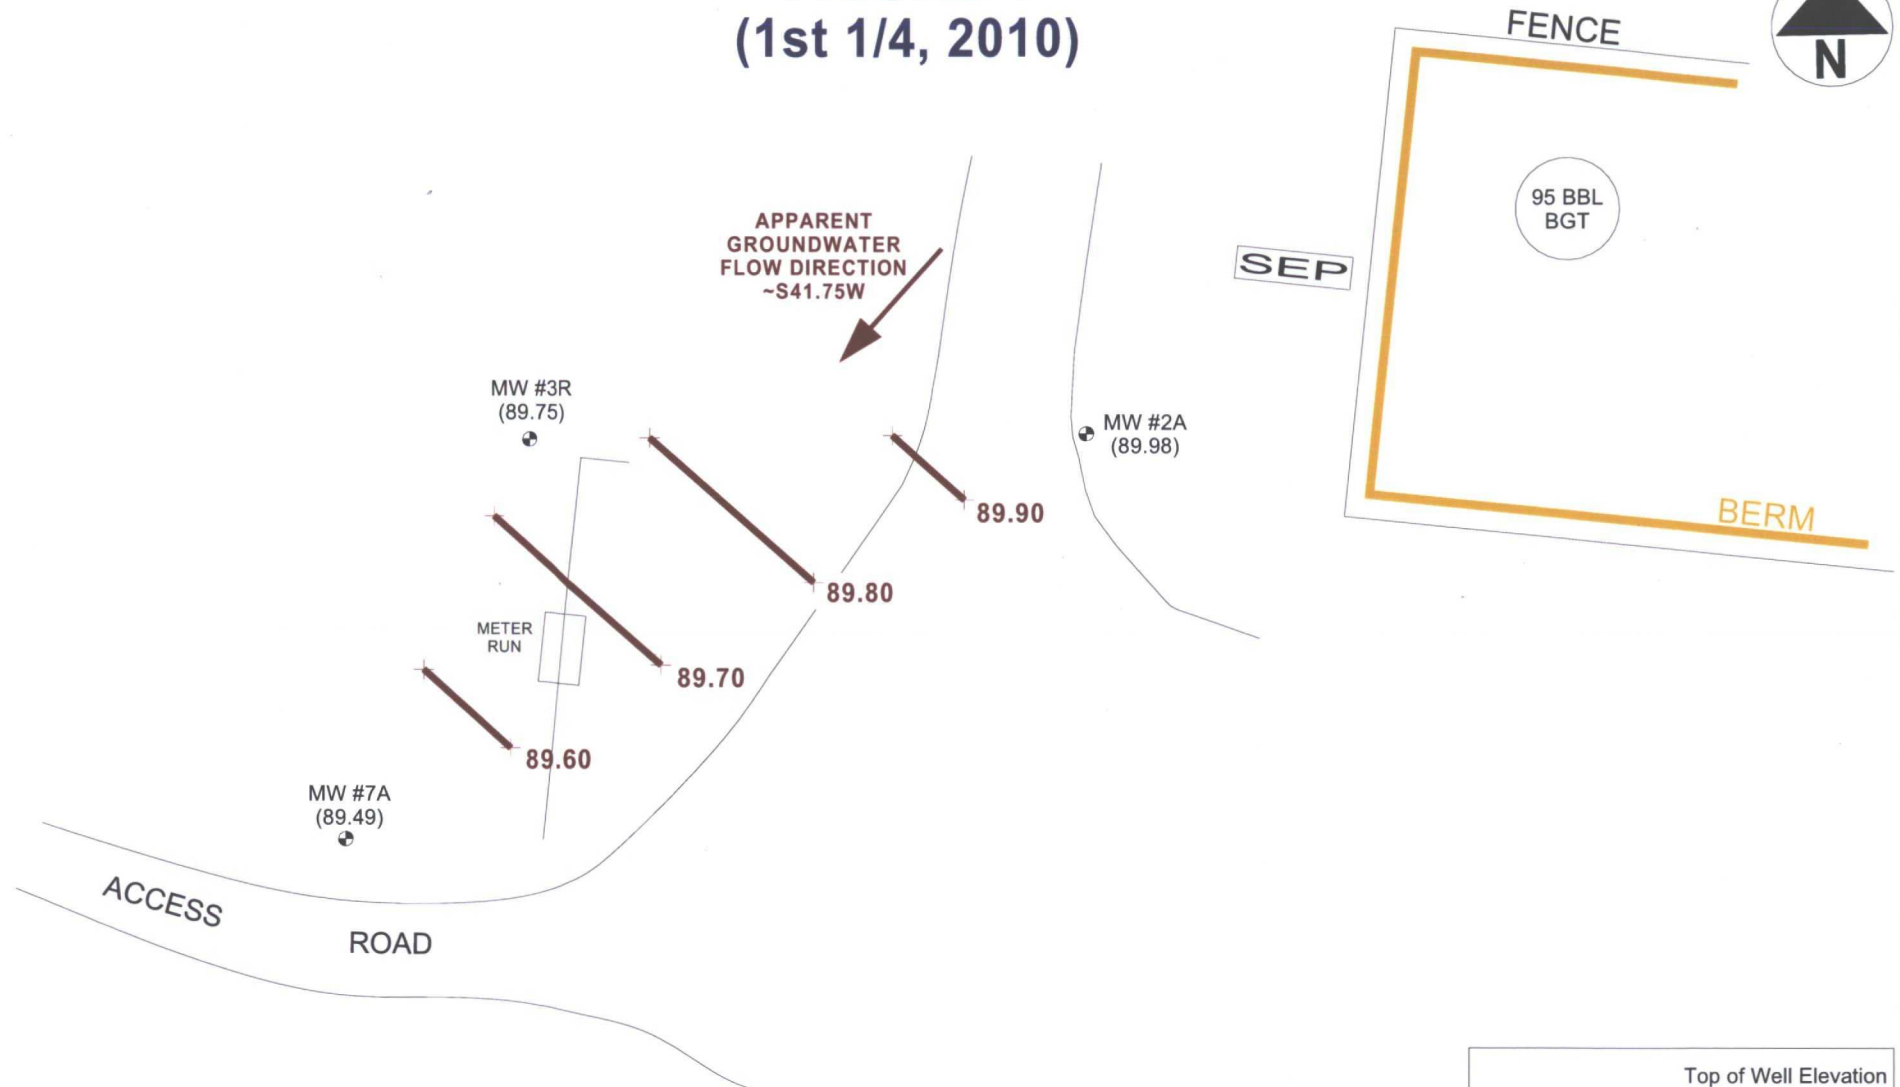 (1st 1/4, 2010)
FENCE
N
95 BBL
BGT
APPARENT
GROUNDWATER
FLOW DIRECTION
~S41.75W
SEP
MW #3R
(89.75)
MW #2A
(89.98)
89.90
BERM
89.80
METER
RUN
89.70
89.60
MW #7A
(89.49)
ACCESS
ROAD
Top of Well Elevation